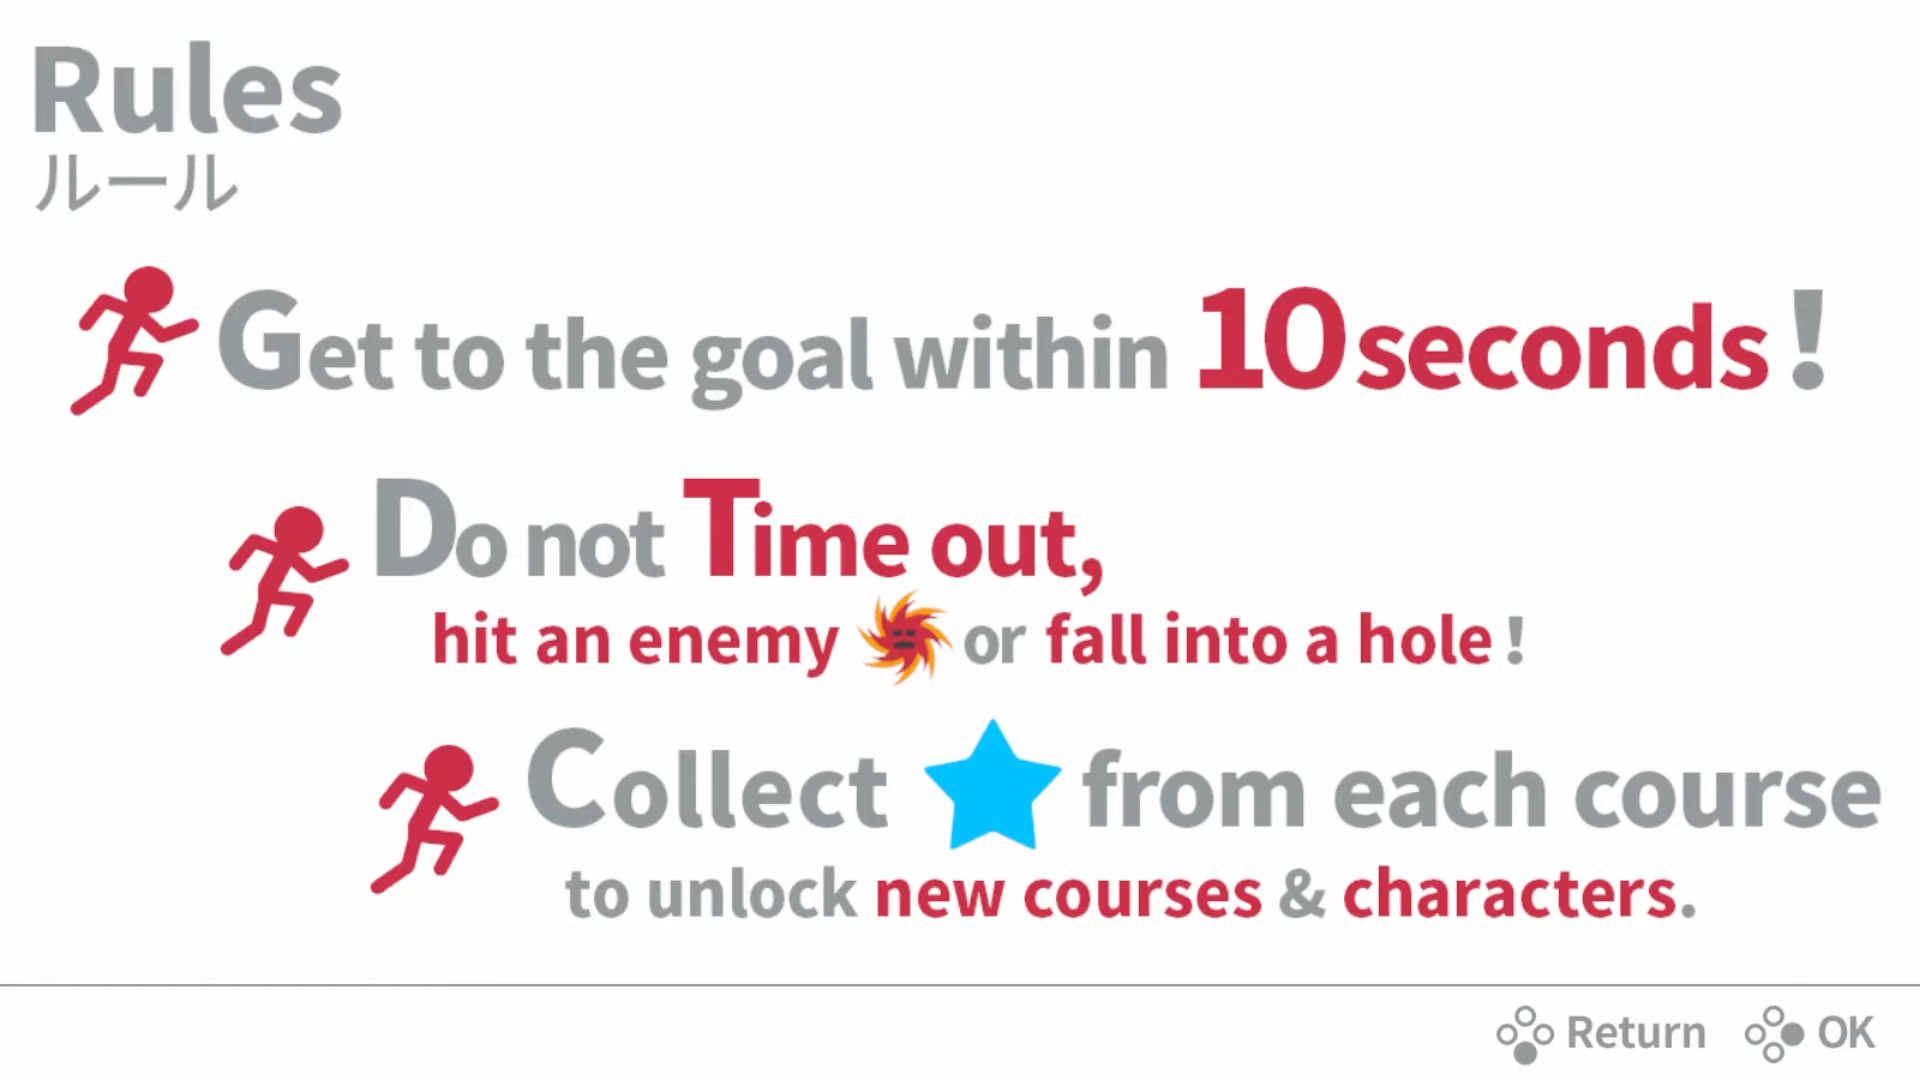 Rules
ルール
Get to the goal within 10 seconds!
Do not Time out,
hit an enemy or fall into a hole!
Collect from each course
to unlock new courses & characters.
Return OK